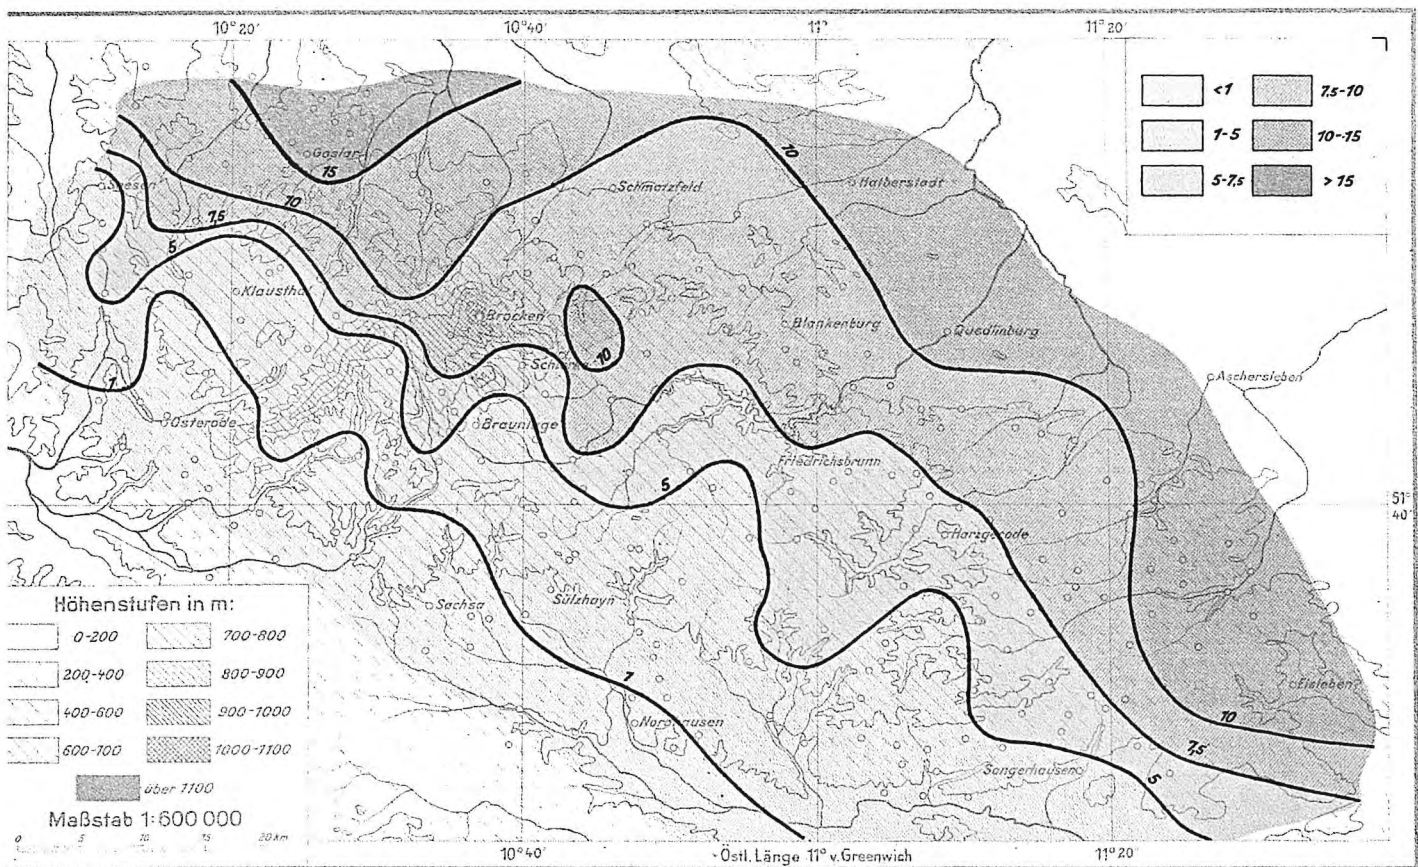 10°20' 10°40' 11° 11°20'
<1 7,5-10
1-5 10-15
5-7,5 >15
Goslar
15
10
10
Seesen
7,5
Schmatzfeld
Halberstadt
5
Klausthal
Brocken
Blankenburg
Quedlinburg
10
Schierke
1
Aschersleben
Osterode
Braunlage
Friedrichsbrunn
5
51°
40'
Harzgerode
Höhenstufen in m:
0-200 700-800
200-400 800-900
400-600 900-1000
600-700 1000-1100
über 1100
Maßstab 1:600 000
0 5 10 15 20 km
Sachsa
Sülzhayn
1
Nordhausen
Eisleben
10
7,5
Sangerhausen
5
10°40' Östl. Länge 11° v. Greenwich 11°20'